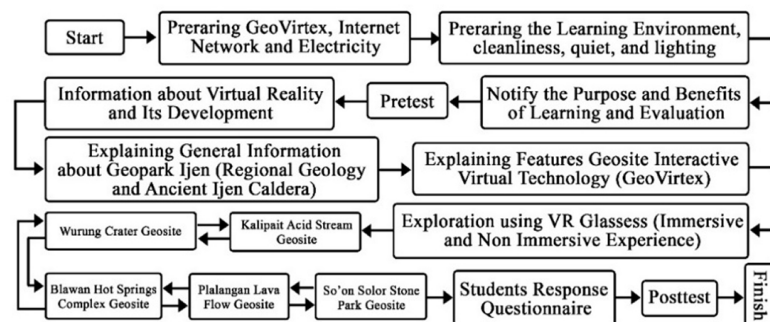 Start
Preraring GeoVirtex, Internet
Network and Electricity
Preraring the Learning Environment,
cleanliness, quiet, and lighting
Notify the Purpose and Benefits
of Learning and Evaluation
Pretest
Information about Virtual Reality
and Its Development
Explaining General Information
about Geopark Ijen (Regional Geology
and Ancient Ijen Caldera)
Explaining Features Geosite Interactive
Virtual Technology (GeoVirtex)
Exploration using VR Glassess (Immersive
and Non Immersive Experience)
Kalipait Acid Stream
Geosite
Wurung Crater Geosite
Blawan Hot Springs
Complex Geosite
Plalangan Lava
Flow Geosite
So'on Solor Stone
Park Geosite
Students Response
Questionnaire
Posttest
Finish